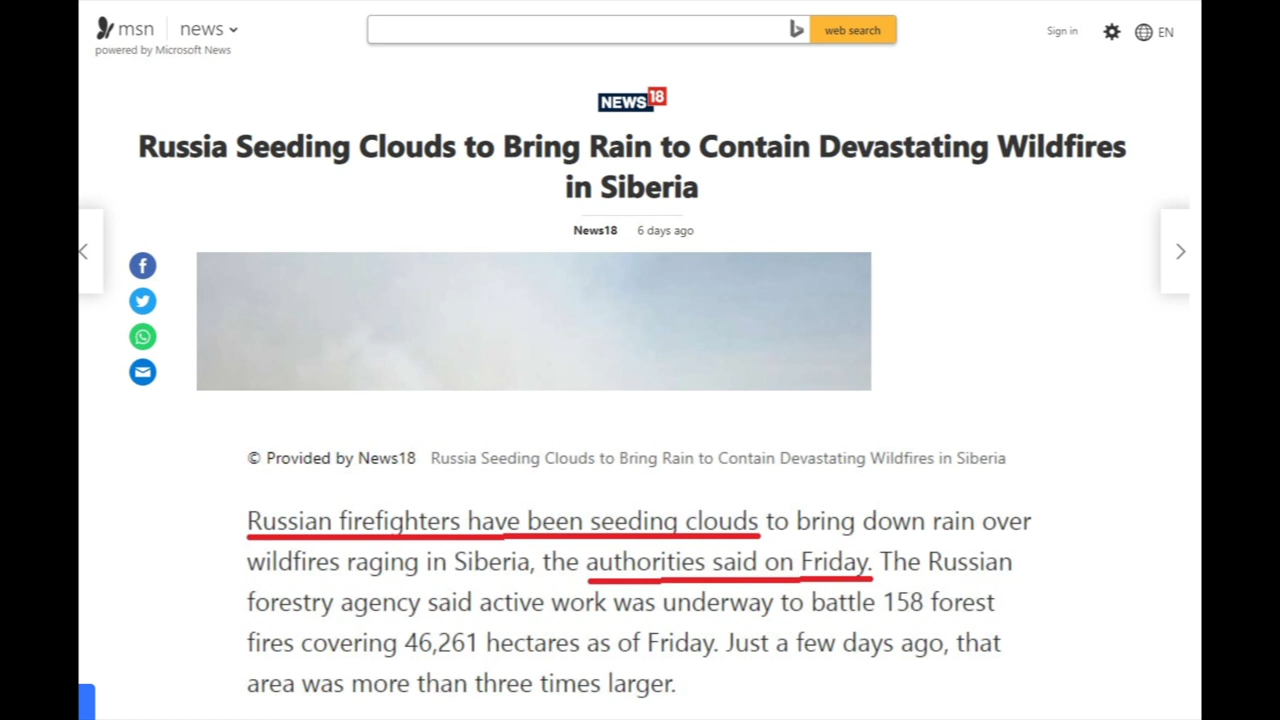 msn news
powered by Microsoft News
web search
Sign in
EN
NEWS 18
Russia Seeding Clouds to Bring Rain to Contain Devastating Wildfires
in Siberia
News18 6 days ago
© Provided by News18 Russia Seeding Clouds to Bring Rain to Contain Devastating Wildfires in Siberia
Russian firefighters have been seeding clouds to bring down rain over
wildfires raging in Siberia, the authorities said on Friday. The Russian
forestry agency said active work was underway to battle 158 forest
fires covering 46,261 hectares as of Friday. Just a few days ago, that
area was more than three times larger.